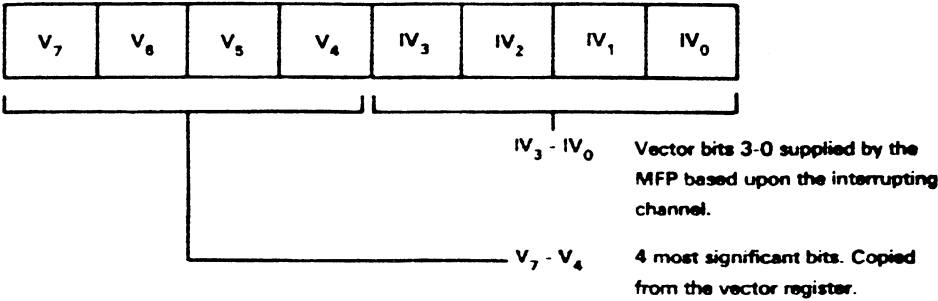 V₇ V₆ V₅ V₄ IV₃ IV₂ IV₁ IV₀
IV₃ - IV₀ Vector bits 3-0 supplied by the
MFP based upon the interrupting
channel.
V₇ - V₄ 4 most significant bits. Copied
from the vector register.